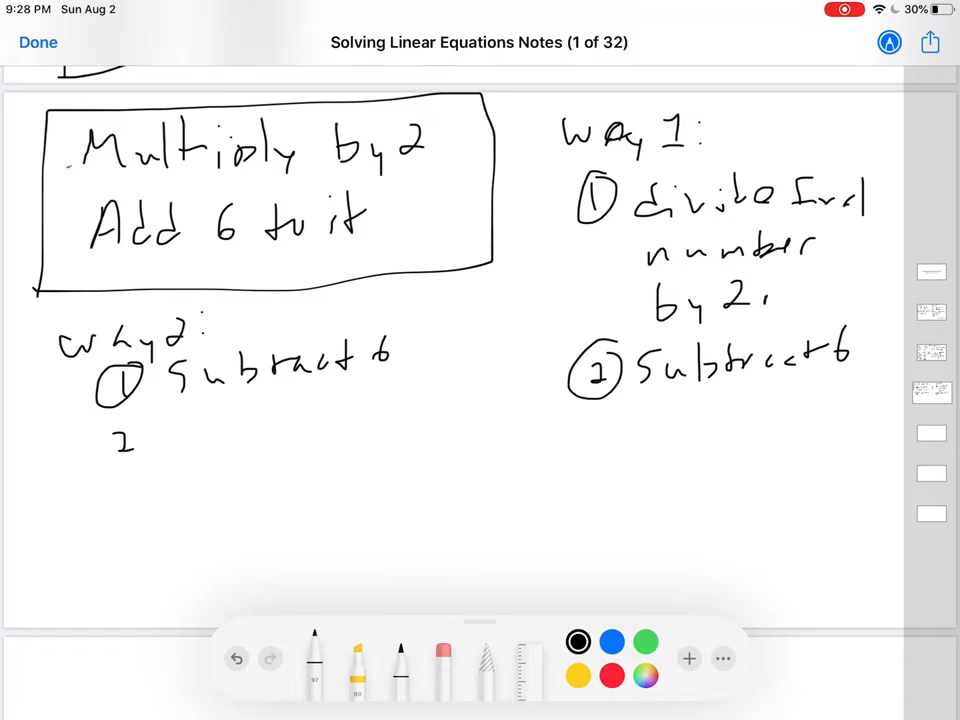 9:28 PM Sun Aug 2
30%
Done
Solving Linear Equations Notes (1 of 32)
Multiply by 2
Add 6 to it
Way 1:
① divide final
number
by 2.
② Subtract 6
Way 2:
① Subtract 6
2
97
80